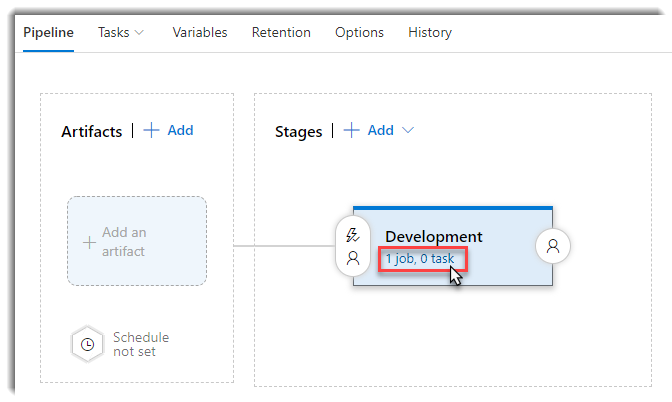 Pipeline Tasks Variables Retention Options History
Artifacts | + Add
Stages | + Add
+ Add an
artifact
Development
1 job, 0 task
Schedule
not set